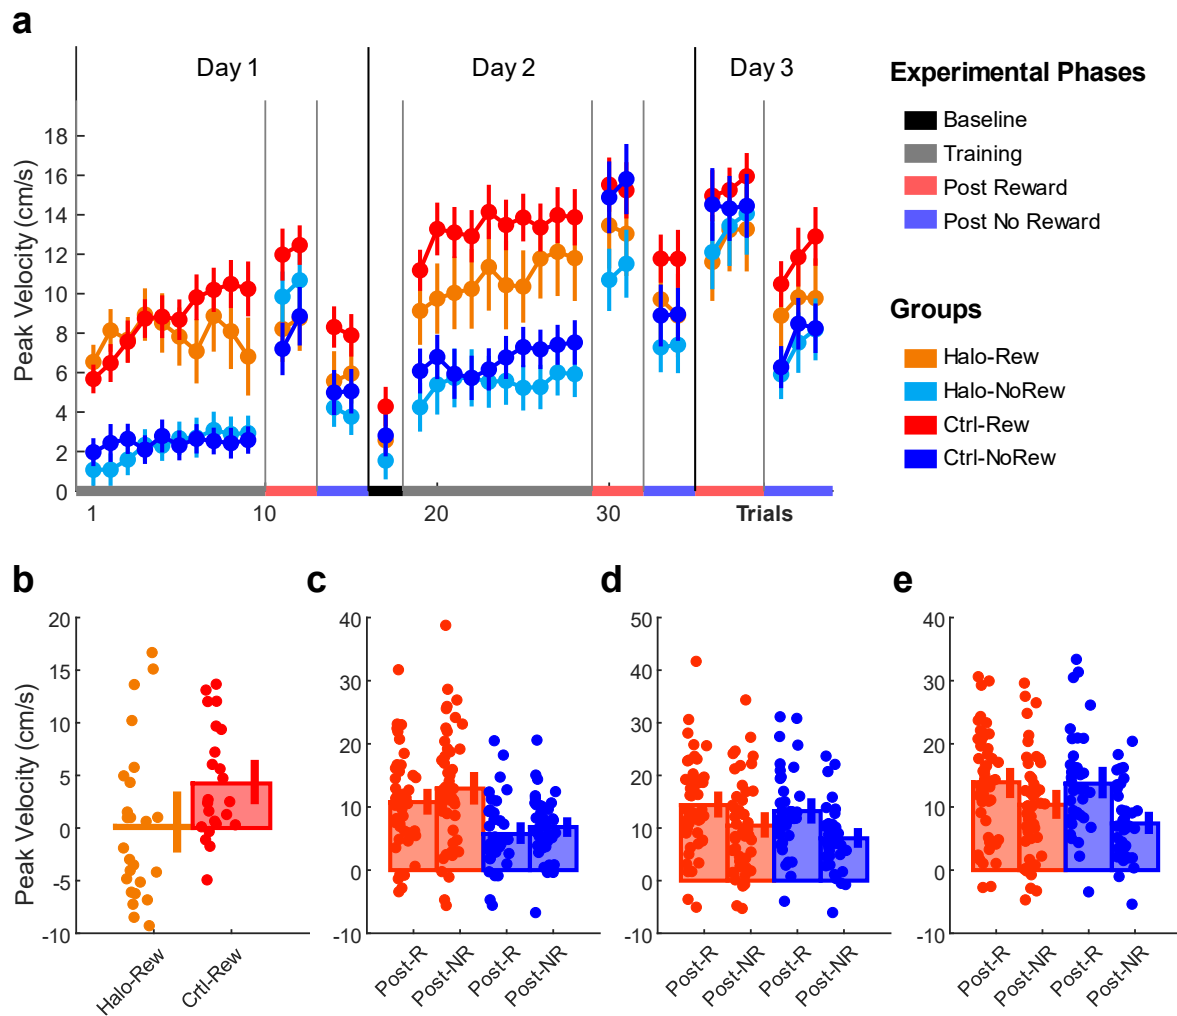 a
Day 1
Day 2
Day 3
Peak Velocity (cm/s)
18
16
14
12
10
8
6
4
2
0
1
10
20
30
Trials
Experimental Phases
Baseline
Training
Post Reward
Post No Reward
Groups
Halo-Rew
Halo-NoRew
Ctrl-Rew
Ctrl-NoRew
b
Peak Velocity (cm/s)
20
15
10
5
0
-5
-10
Halo-Rew
Crtl-Rew
c
40
30
20
10
0
-10
Post-R
Post-NR
Post-R
Post-NR
d
50
40
30
20
10
0
-10
Post-R
Post-NR
Post-R
Post-NR
e
40
30
20
10
0
-10
Post-R
Post-NR
Post-R
Post-NR